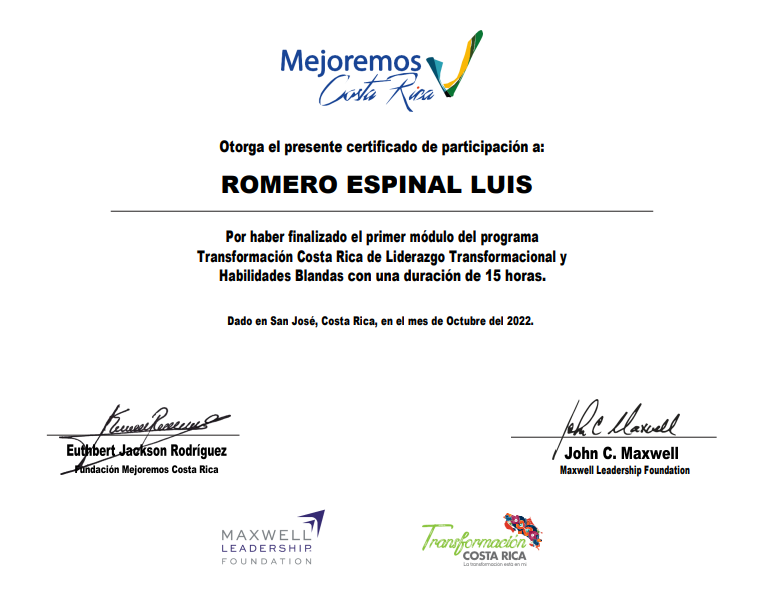 Mejoremos
Costa Rica
Otorga el presente certificado de participación a:
ROMERO ESPINAL LUIS
Por haber finalizado el primer módulo del programa
Transformación Costa Rica de Liderazgo Transformacional y
Habilidades Blandas con una duración de 15 horas.
Dado en San José, Costa Rica, en el mes de Octubre del 2022.
John C Maxwell
Euthbert Jackson Rodríguez
Fundación Mejoremos Costa Rica
John C. Maxwell
Maxwell Leadership Foundation
MAXWELL
LEADERSHIP
FOUNDATION
Transformación
COSTA RICA
La transformación está en mí